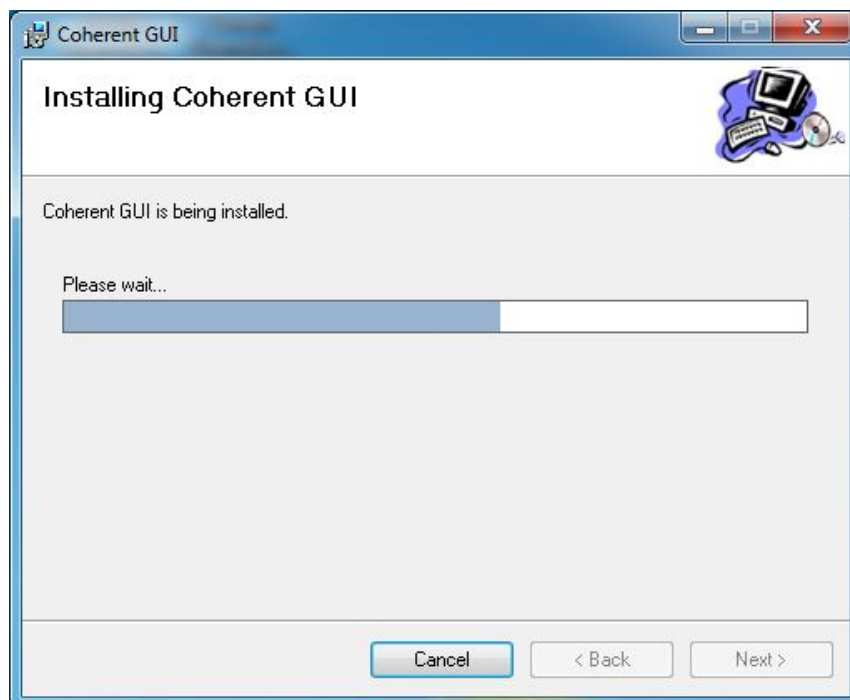 Coherent GUI
Installing Coherent GUI
Coherent GUI is being installed.
Please wait...
Cancel
< Back
Next >